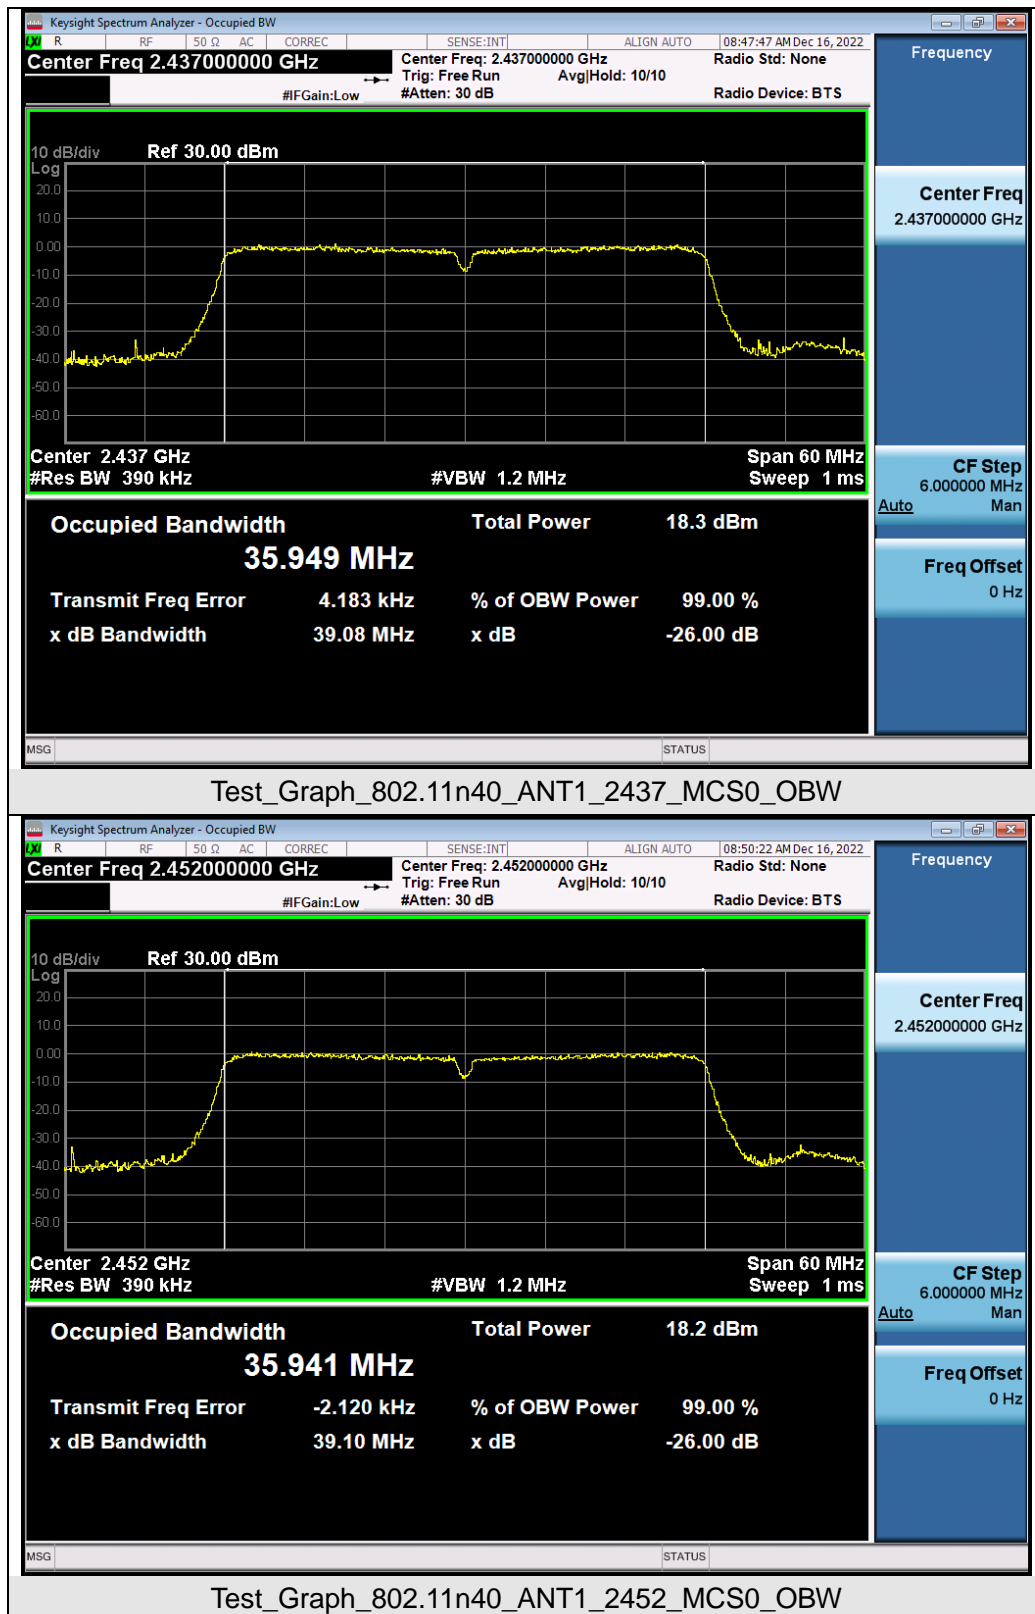 Keysight Spectrum Analyzer - Occupied BW
LXI R RF 50 Ω AC CORREC SENSE:INT ALIGN AUTO 08:47:47 AM Dec 16, 2022
Center Freq 2.437000000 GHz
Center Freq: 2.437000000 GHz
Radio Std: None
Trig: Free Run Avg|Hold: 10/10
#IFGain:Low
#Atten: 30 dB
Radio Device: BTS
Frequency
10 dB/div Ref 30.00 dBm
Log
20.0
10.0
0.00
-10.0
-20.0
-30.0
-40.0
-50.0
-60.0
Center 2.437 GHz Span 60 MHz
#Res BW 390 kHz #VBW 1.2 MHz Sweep 1 ms
Center Freq
2.437000000 GHz
CF Step
6.000000 MHz
Auto Man
Freq Offset
0 Hz
Occupied Bandwidth Total Power 18.3 dBm
35.949 MHz
Transmit Freq Error 4.183 kHz % of OBW Power 99.00 %
x dB Bandwidth 39.08 MHz x dB -26.00 dB
MSG STATUS
Test_Graph_802.11n40_ANT1_2437_MCS0_OBW
Keysight Spectrum Analyzer - Occupied BW
LXI R RF 50 Ω AC CORREC SENSE:INT ALIGN AUTO 08:50:22 AM Dec 16, 2022
Center Freq 2.452000000 GHz
Center Freq: 2.452000000 GHz
Radio Std: None
Trig: Free Run Avg|Hold: 10/10
#IFGain:Low
#Atten: 30 dB
Radio Device: BTS
Frequency
10 dB/div Ref 30.00 dBm
Log
20.0
10.0
0.00
-10.0
-20.0
-30.0
-40.0
-50.0
-60.0
Center 2.452 GHz Span 60 MHz
#Res BW 390 kHz #VBW 1.2 MHz Sweep 1 ms
Center Freq
2.452000000 GHz
CF Step
6.000000 MHz
Auto Man
Freq Offset
0 Hz
Occupied Bandwidth Total Power 18.2 dBm
35.941 MHz
Transmit Freq Error -2.120 kHz % of OBW Power 99.00 %
x dB Bandwidth 39.10 MHz x dB -26.00 dB
MSG STATUS
Test_Graph_802.11n40_ANT1_2452_MCS0_OBW